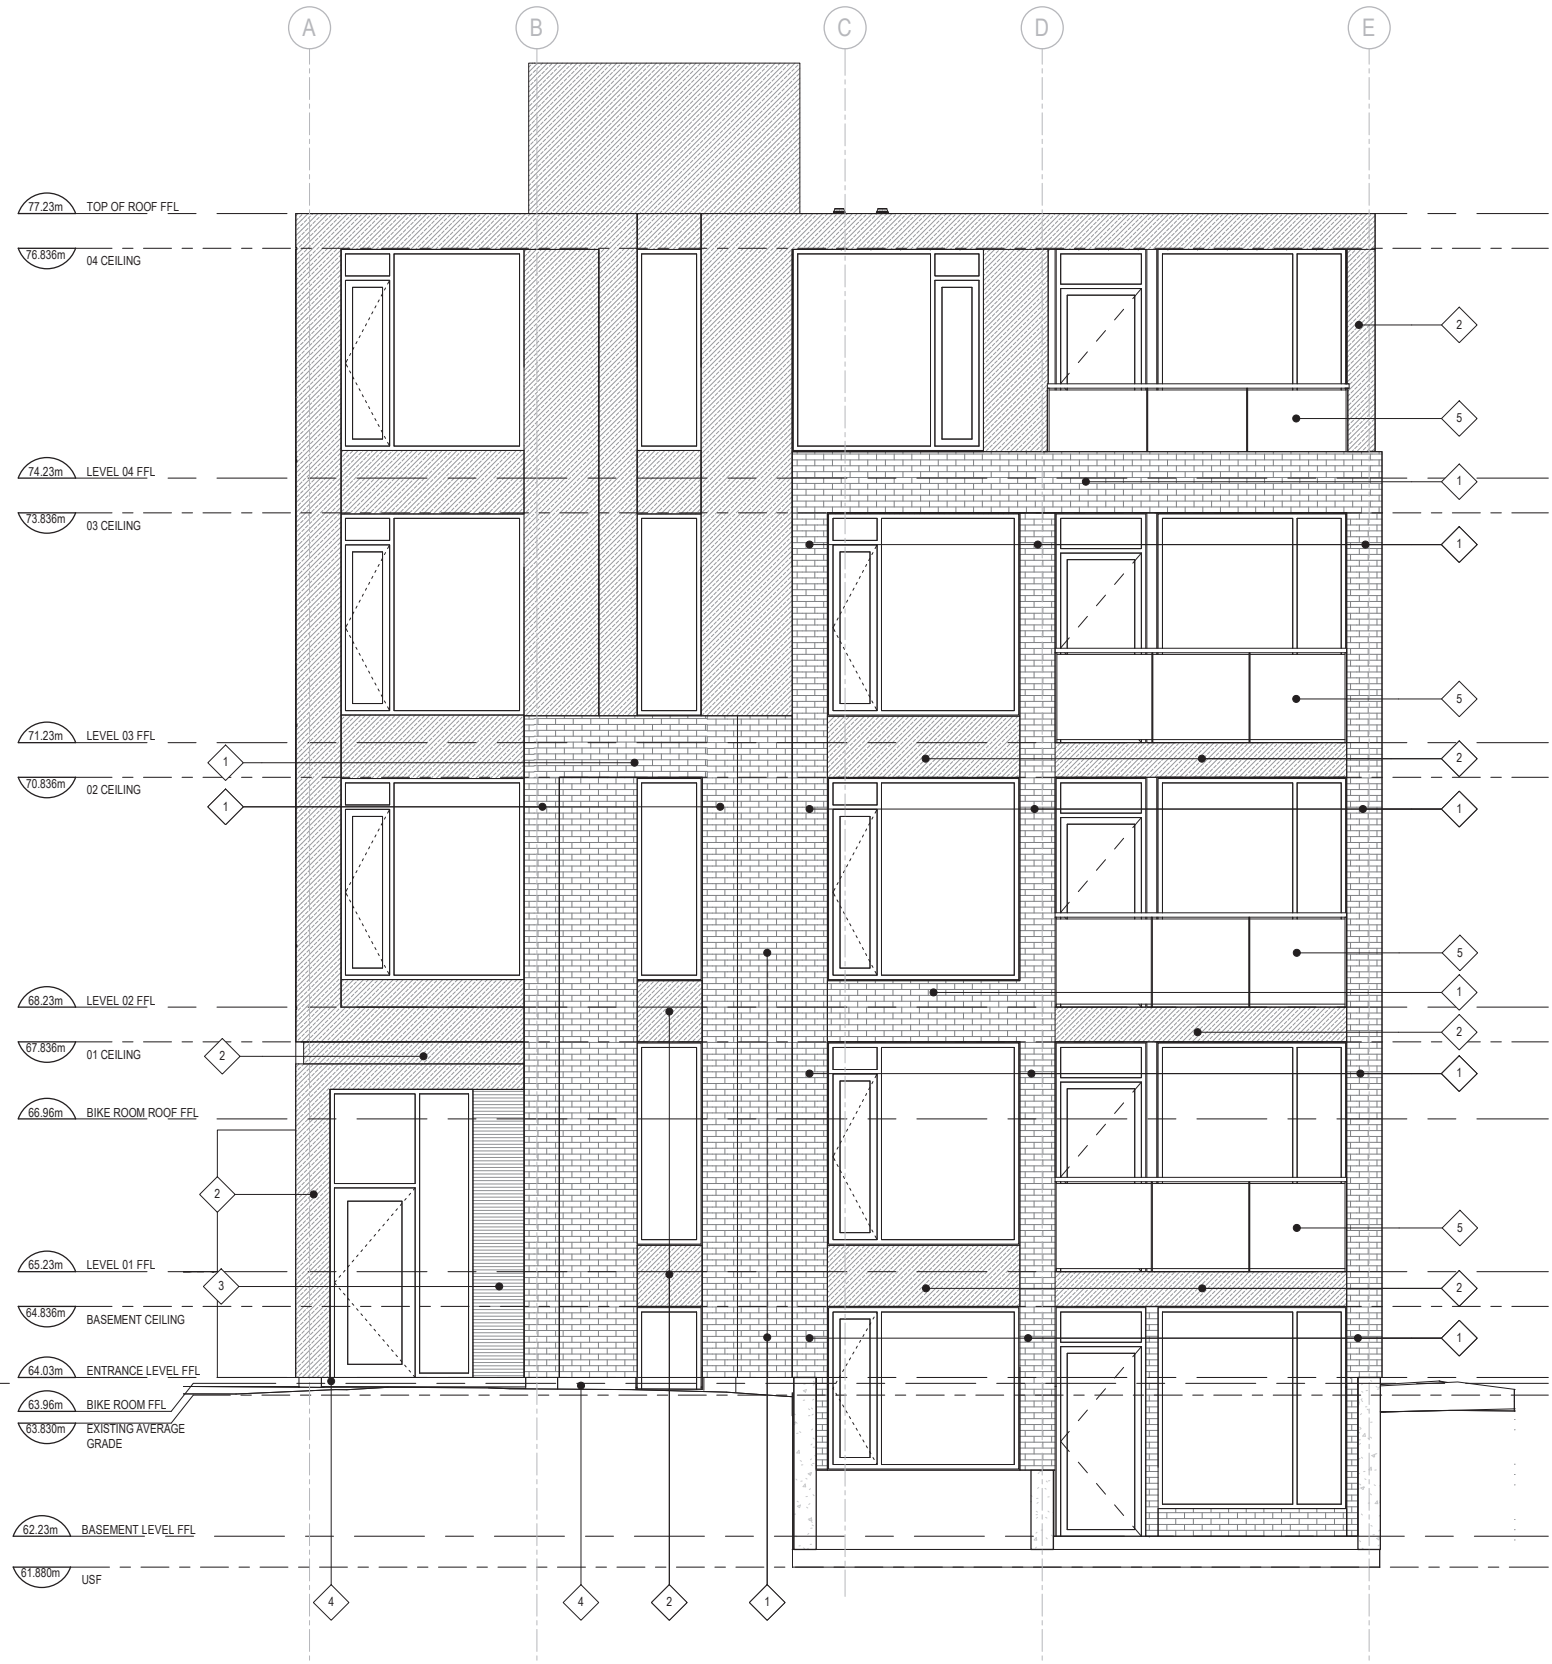 A B C D E
77.23m TOP OF ROOF FFL
76.836m 04 CEILING
2
5
74.23m LEVEL 04 FFL
1
73.836m 03 CEILING
1
5
71.23m LEVEL 03 FFL
1 2
70.836m 02 CEILING
1 1
5
1
68.23m LEVEL 02 FFL
2
67.836m 01 CEILING
2
1
66.96m BIKE ROOM ROOF FFL
2
5
65.23m LEVEL 01 FFL
3 2
64.836m BASEMENT CEILING
1
64.03m ENTRANCE LEVEL FFL
63.96m BIKE ROOM FFL
63.830m EXISTING AVERAGE
GRADE
62.23m BASEMENT LEVEL FFL
61.880m USF
4 4 2 1